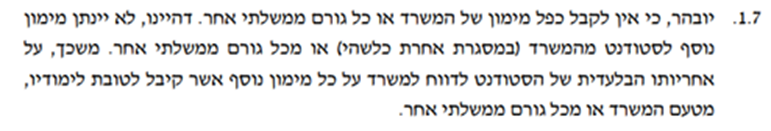 1.7. יובהר, כי אין לקבל כפל מימון של המשרד או כל גורם ממשלתי אחר. דהיינו, לא יינתן מימון
נוסף לסטודנט מהמשרד (במסגרת אחרת כלשהי) או מכל גורם ממשלתי אחר. משכך, על
אחריותו הבלעדית של הסטודנט לדווח למשרד על כל מימון נוסף אשר קיבל לטובת לימודיו,
מטעם המשרד או מכל גורם ממשלתי אחר.